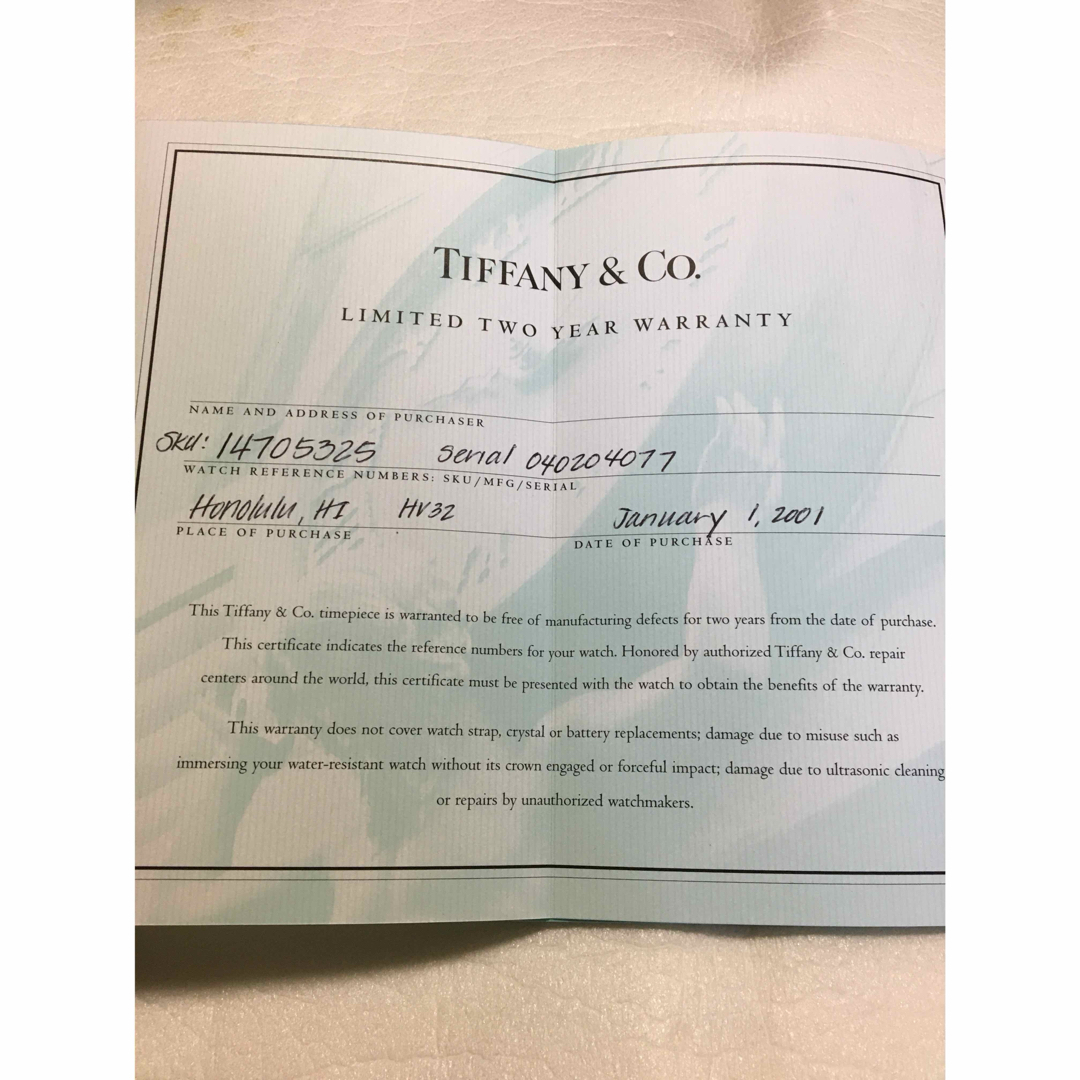 TIFFANY & CO.
LIMITED TWO YEAR WARRANTY
NAME AND ADDRESS OF PURCHASER
SKU: 14705325 Serial 040204077
WATCH REFERENCE NUMBERS: SKU/MFG/SERIAL
Honolulu, HI HV32 January 1, 2001
PLACE OF PURCHASE DATE OF PURCHASE
This Tiffany & Co. timepiece is warranted to be free of manufacturing defects for two years from the date of purchase.
This certificate indicates the reference numbers for your watch. Honored by authorized Tiffany & Co. repair
centers around the world, this certificate must be presented with the watch to obtain the benefits of the warranty.
This warranty does not cover watch strap, crystal or battery replacements; damage due to misuse such as
immersing your water-resistant watch without its crown engaged or forceful impact; damage due to ultrasonic cleaning
or repairs by unauthorized watchmakers.